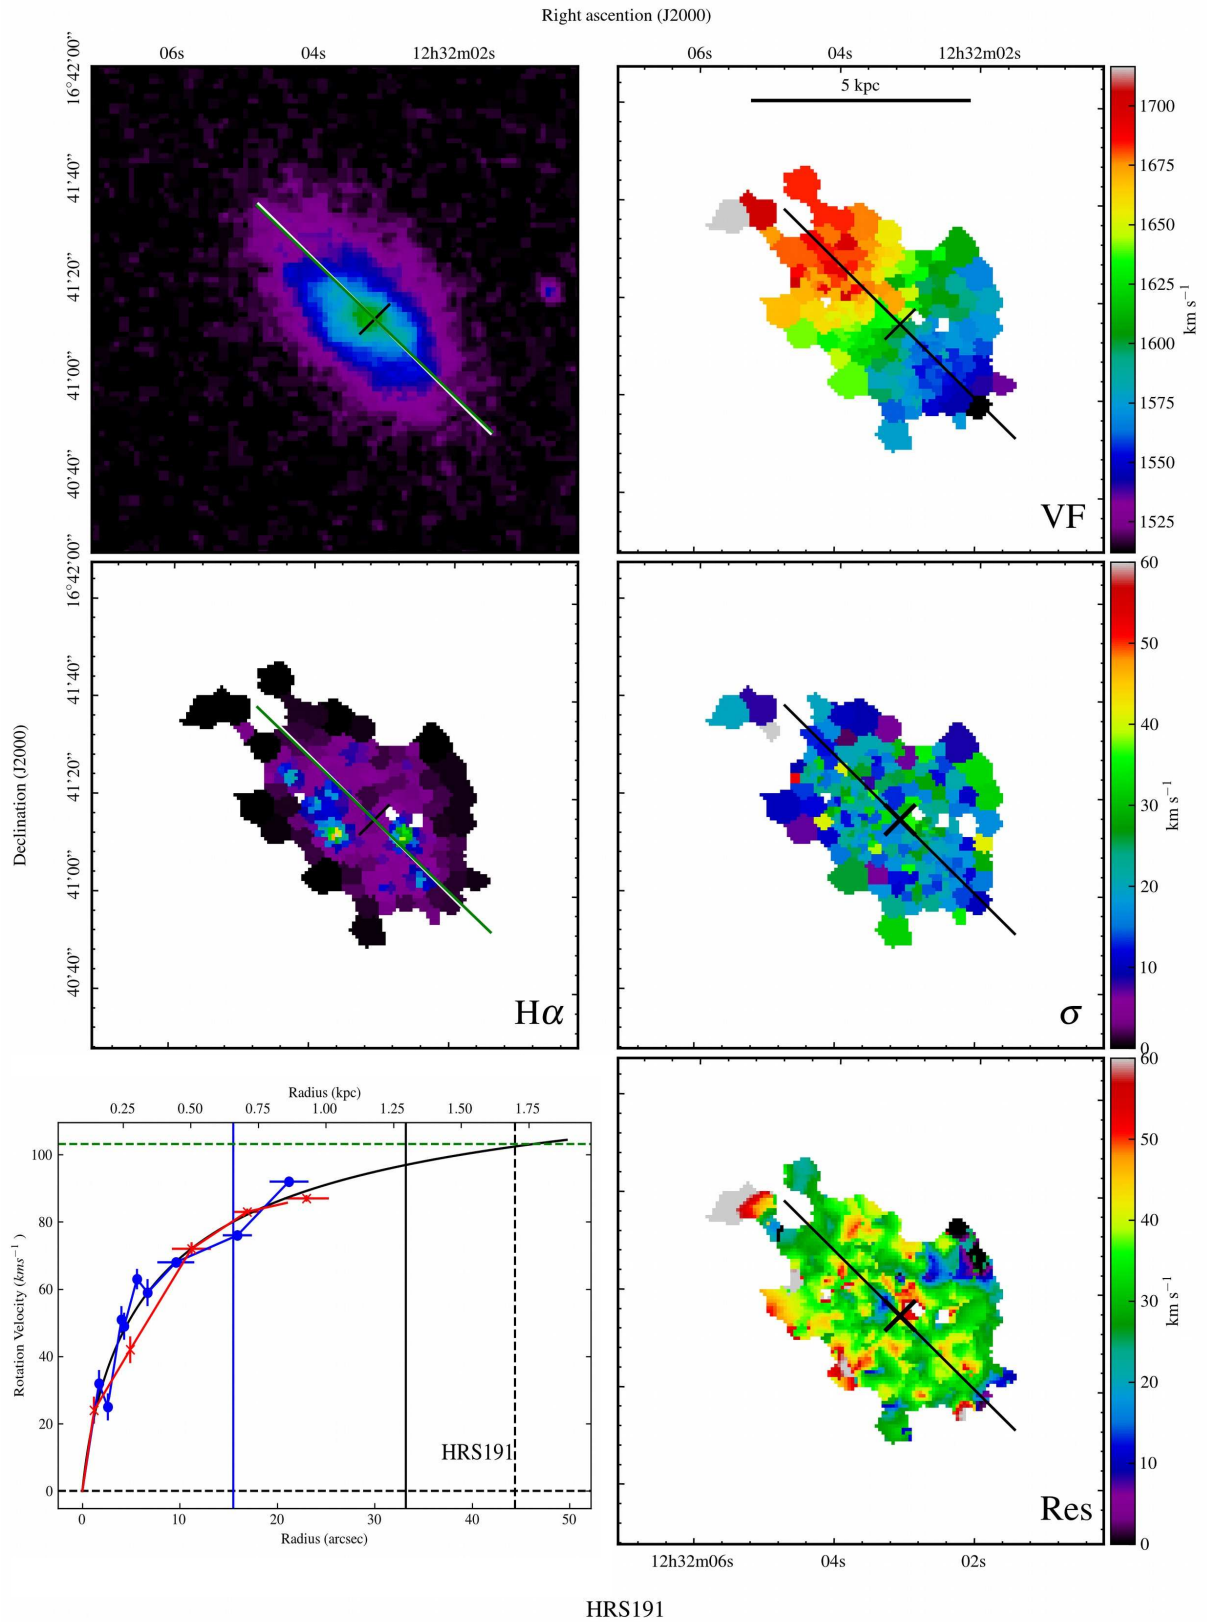 Right ascention (J2000)
06s 04s 12h32m02s
06s 04s 12h32m02s
16°42'00”
41'40”
41'20”
41'00”
40'40”
5 kpc
VF
1700
1675
1650
1625
1600
1575
1550
1525
km s⁻¹
Declination (J2000)
16°42'00”
41'40”
41'20”
41'00”
40'40”
Hα
σ
60
50
40
30
20
10
0
km s⁻¹
Radius (kpc)
0.25 0.50 0.75 1.00 1.25 1.50 1.75
Rotation Velocity (kms⁻¹)
100
80
60
40
20
0
HRS191
0 10 20 30 40 50
Radius (arcsec)
60
50
40
30
20
10
0
km s⁻¹
Res
12h32m06s 04s 02s
HRS191